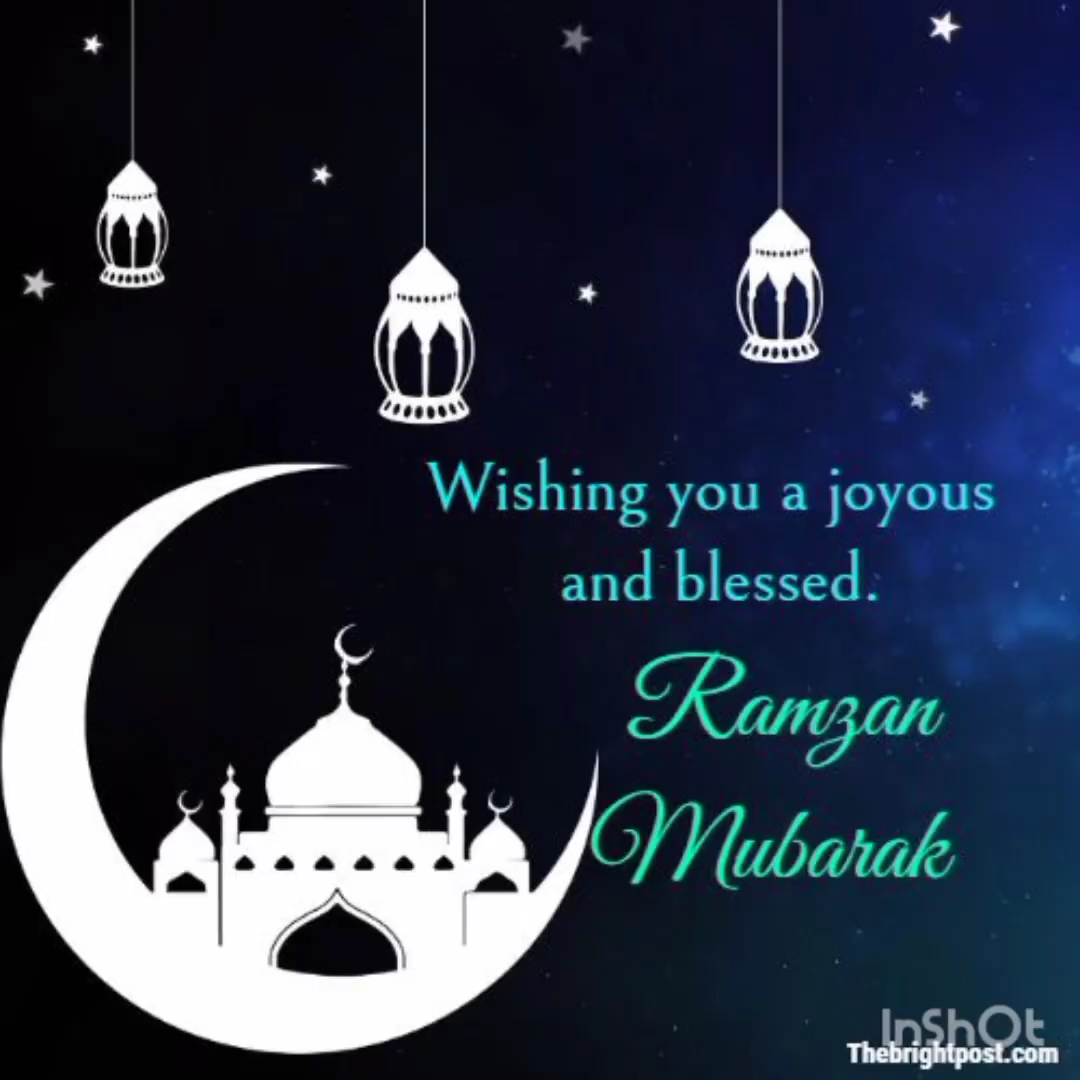 Wishing you a joyous
and blessed.
Ramzan
Mubarak
InShOt
Thebrightpost.com